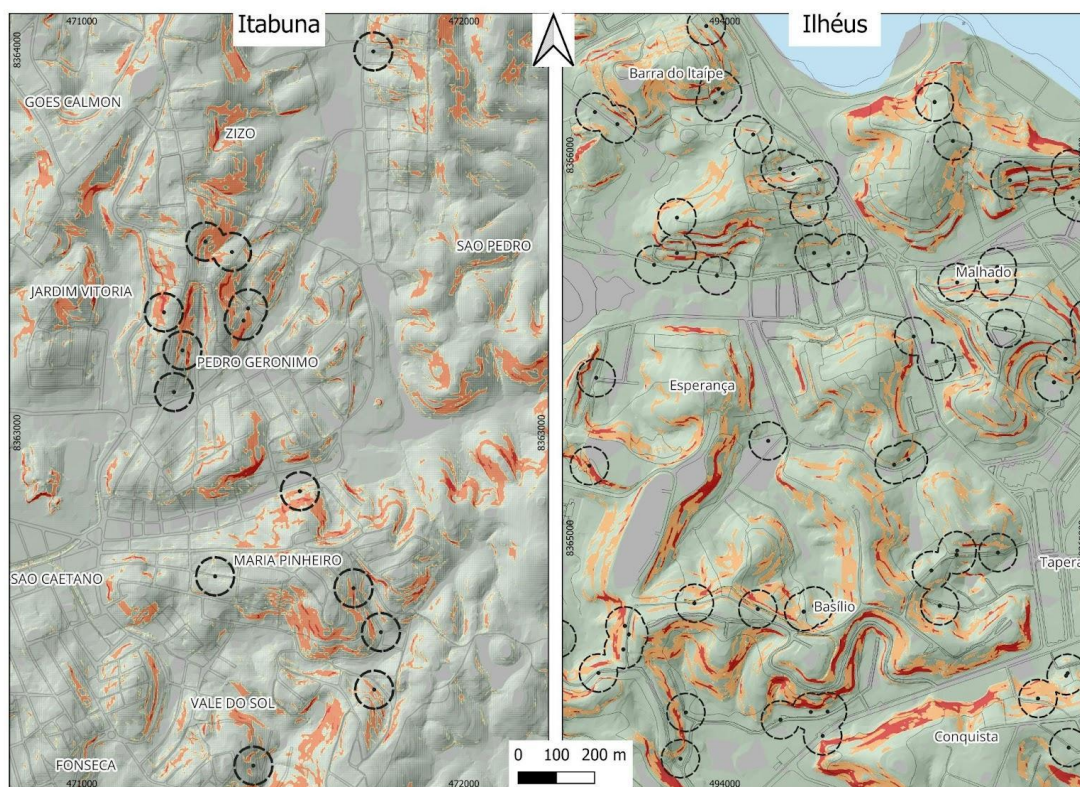 Itabuna
Ilhéus
471000
472000
494000
8364000
8366000
GOES CALMON
ZIZO
SAO PEDRO
JARDIM VITORIA
PEDRO GERONIMO
8363000
8363000
MARIA PINHEIRO
SAO CAETANO
VALE DO SOL
FONSECA
471000
472000
Barra do Itaípe
Malhado
Esperança
8365000
Tapera
Basílio
Conquista
494000
0 100 200 m